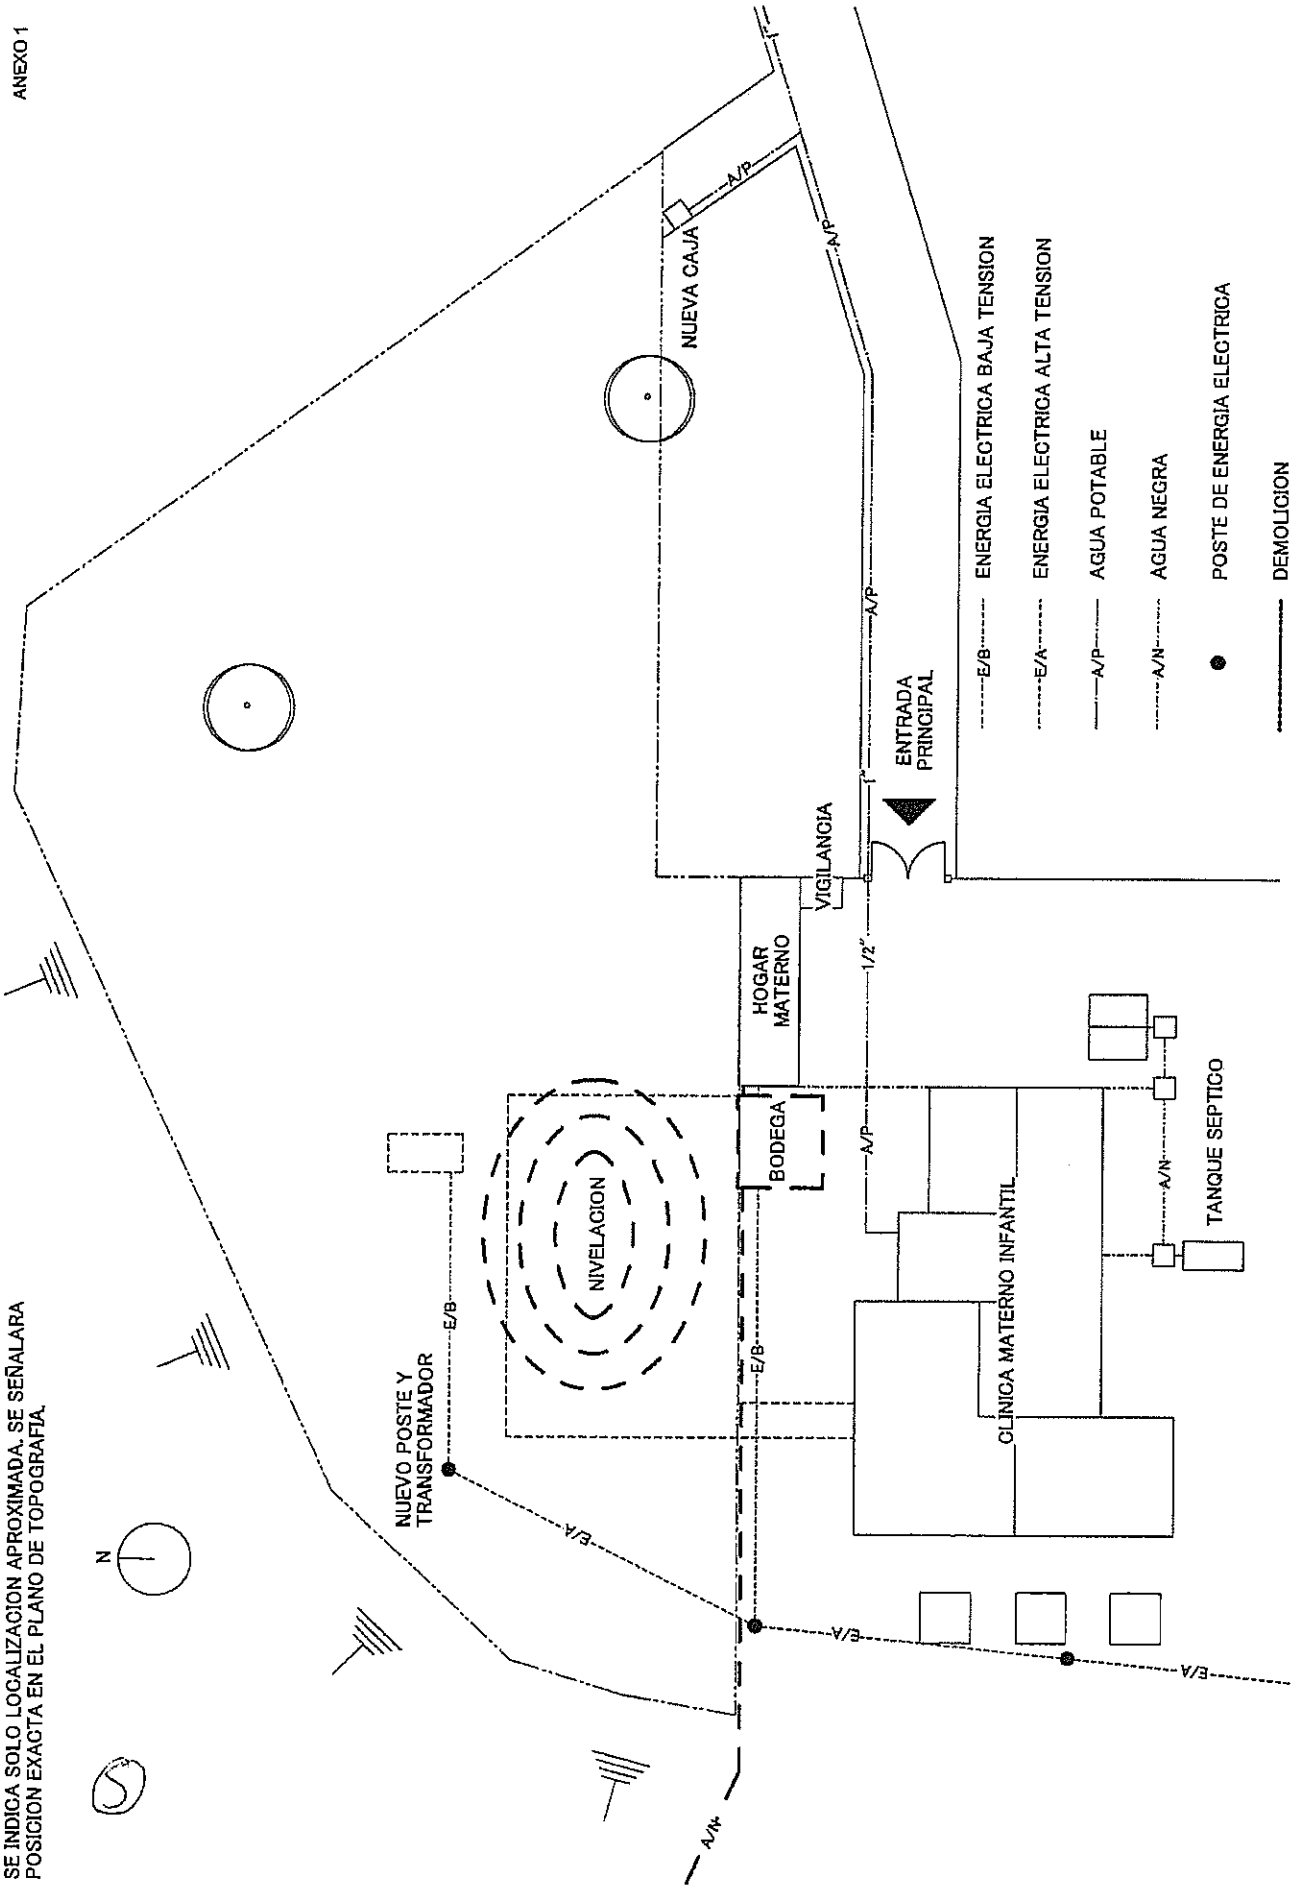 ANEXO 1
SE INDICA SOLO LOCALIZACION APROXIMADA. SE SEÑALARA
POSICION EXACTA EN EL PLANO DE TOPOGRAFIA.
N
NUEVO POSTE Y
TRANSFORMADOR
E/B
E/A
NIVELACION
NUEVA CAJA
A/P
1"
A/P
A/P
1"
ENTRADA
PRINCIPAL
VIGILANCIA
HOGAR
MATERNO
1/2"
BODEGA
A/P
E/B
A/N
E/A
E/A
CLINICA MATERNO INFANTIL
A/N
TANQUE SEPTICO
E/B ENERGIA ELECTRICA BAJA TENSION
E/A ENERGIA ELECTRICA ALTA TENSION
A/P AGUA POTABLE
A/N AGUA NEGRA
POSTE DE ENERGIA ELECTRICA
DEMOLICION